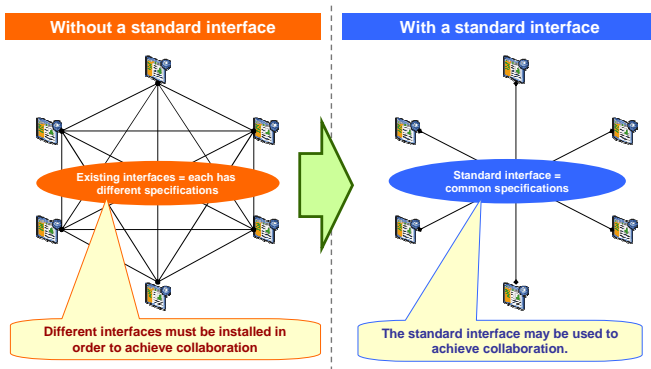 Without a standard interface
With a standard interface
Existing interfaces = each has
different specifications
Standard interface =
common specifications
Different interfaces must be installed in
order to achieve collaboration
The standard interface may be used to
achieve collaboration.